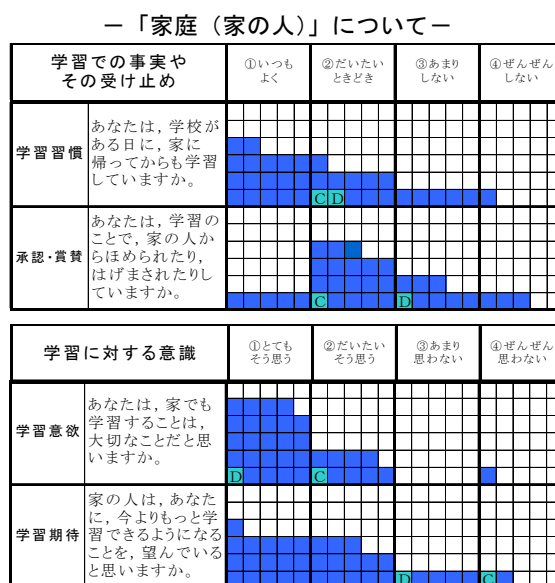 －「家庭（家の人）」について－
学習での事実や
その受け止め
①いつも
よく
②だいたい
ときどき
③あまり
しない
④ぜんぜん
しない
学習習慣
あなたは，学校が
ある日に，家に
帰ってからも学習
していますか。
C D
承認・賞賛
あなたは，学習の
ことで，家の人か
らほめられたり，
はげまされたりし
ていますか。
C D
学習に対する意識
①とても
そう思う
②だいたい
そう思う
③あまり
思わない
④ぜんぜん
思わない
学習意欲
あなたは，家でも
学習することは，
大切なことだと思
いますか。
D C
学習期待
家の人は，あなた
に，今よりもっと学
習できるようになる
ことを，望んでいる
と思いますか。
D C